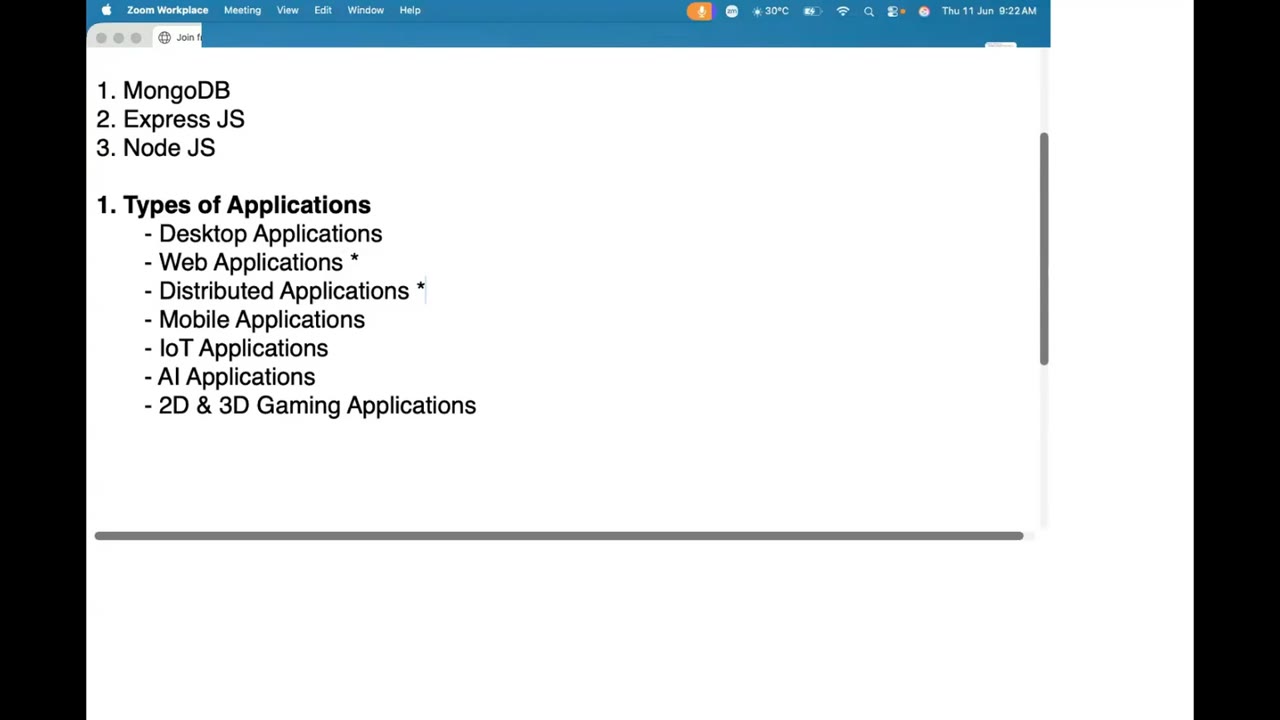 Zoom Workplace Meeting View Edit Window Help zm 30°C Thu 11 Jun 9:22 AM
Join f
1. MongoDB
2. Express JS
3. Node JS
1. Types of Applications
- Desktop Applications
- Web Applications *
- Distributed Applications *
- Mobile Applications
- IoT Applications
- AI Applications
- 2D & 3D Gaming Applications